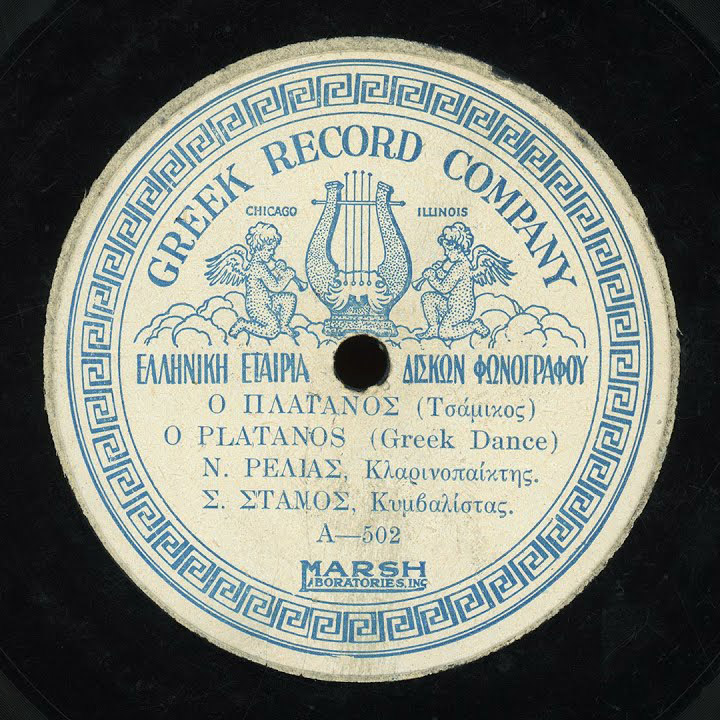 GREEK RECORD COMPANY
CHICAGO ILLINOIS
ΕΛΛΗΝΙΚΗ ΕΤΑΙΡΙΑ ΔΙΣΚΩΝ ΦΩΝΟΓΡΑΦΟΥ
Ο ΠΛΑΤΑΝΟΣ (Τσάμικος)
O PLATANOS (Greek Dance)
Ν. ΡΕΛΙΑΣ, Κλαρινοπαίκτης.
Σ. ΣΤΑΜΟΣ, Κυμβαλίστας.
A—502
MARSH
LABORATORIES, INC